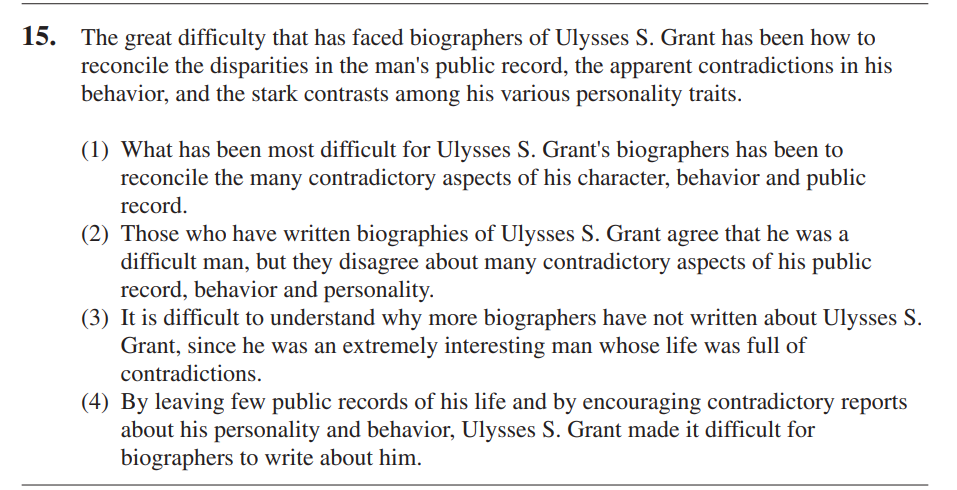 15. The great difficulty that has faced biographers of Ulysses S. Grant has been how to
reconcile the disparities in the man's public record, the apparent contradictions in his
behavior, and the stark contrasts among his various personality traits.
(1) What has been most difficult for Ulysses S. Grant's biographers has been to
reconcile the many contradictory aspects of his character, behavior and public
record.
(2) Those who have written biographies of Ulysses S. Grant agree that he was a
difficult man, but they disagree about many contradictory aspects of his public
record, behavior and personality.
(3) It is difficult to understand why more biographers have not written about Ulysses S.
Grant, since he was an extremely interesting man whose life was full of
contradictions.
(4) By leaving few public records of his life and by encouraging contradictory reports
about his personality and behavior, Ulysses S. Grant made it difficult for
biographers to write about him.